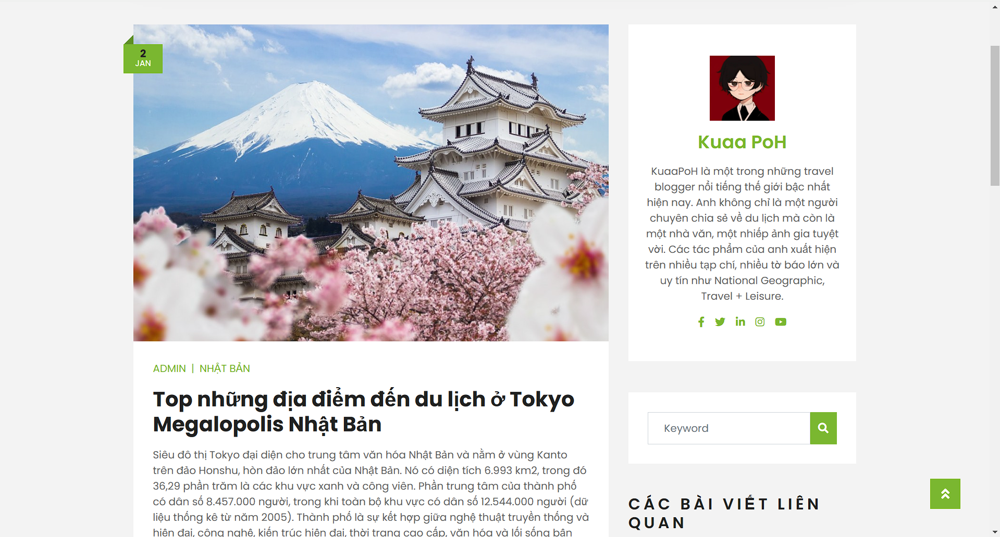 2
JAN
ADMIN | NHẬT BẢN
Top những địa điểm đến du lịch ở Tokyo
Megalopolis Nhật Bản
Siêu đô thị Tokyo đại diện cho trung tâm văn hóa Nhật Bản và nằm ở vùng Kanto
trên đảo Honshu, hòn đảo lớn nhất của Nhật Bản. Nó có diện tích 6.993 km2, trong đó
36,29 phần trăm là các khu vực xanh và công viên. Phần trung tâm của thành phố
có dân số 8.457.000 người, trong khi toàn bộ khu vực có dân số 12.544.000 người (dữ
liệu thống kê từ năm 2005). Thành phố là sự kết hợp giữa nghệ thuật truyền thống và
hiện đại, công nghệ, kiến trúc hiện đại, thời trang cao cấp, văn hóa và lối sống bận
Kuaa PoH
KuaaPoH là một trong những travel
blogger nổi tiếng thế giới bậc nhất
hiện nay. Anh không chỉ là một người
chuyên chia sẻ về du lịch mà còn là
một nhà văn, một nhiếp ảnh gia tuyệt
vời. Các tác phẩm của anh xuất hiện
trên nhiều tạp chí, nhiều tờ báo lớn và
uy tín như National Geographic,
Travel + Leisure.
Keyword
CÁC BÀI VIẾT LIÊN
QUAN